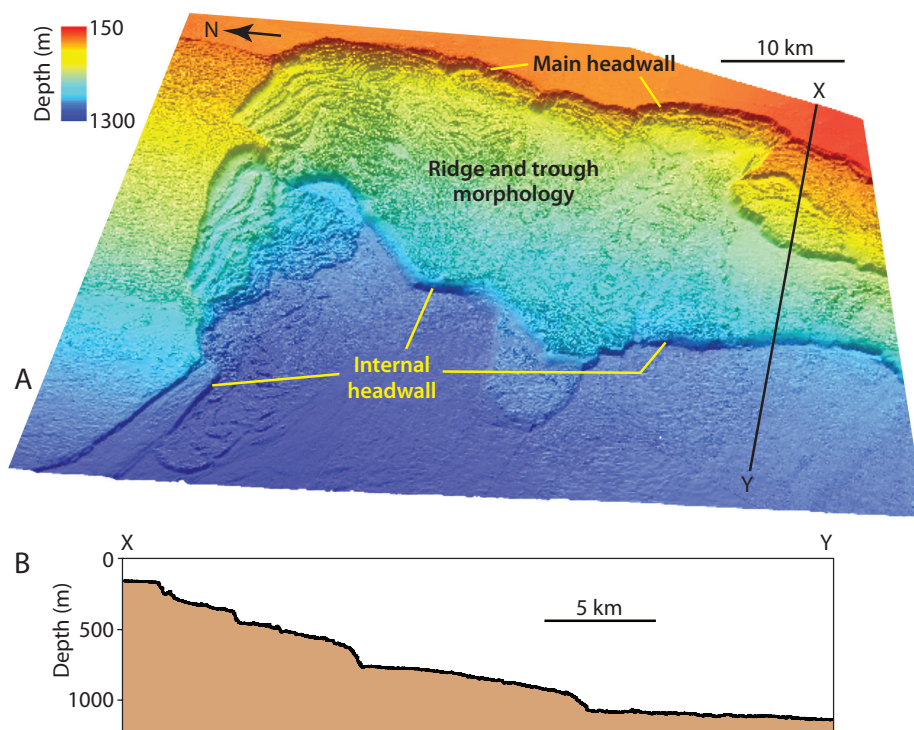 Depth (m)
150
1300
N
10 km
Main headwall
X
Ridge and trough
morphology
A
Internal
headwall
Y
B
X
Y
Depth (m)
0
500
1000
5 km